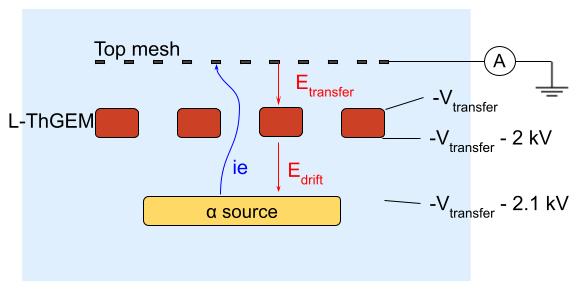 Top mesh
A
E_transfer
-V_transfer
L-ThGEM
-V_transfer - 2 kV
ie
E_drift
-V_transfer - 2.1 kV
α source